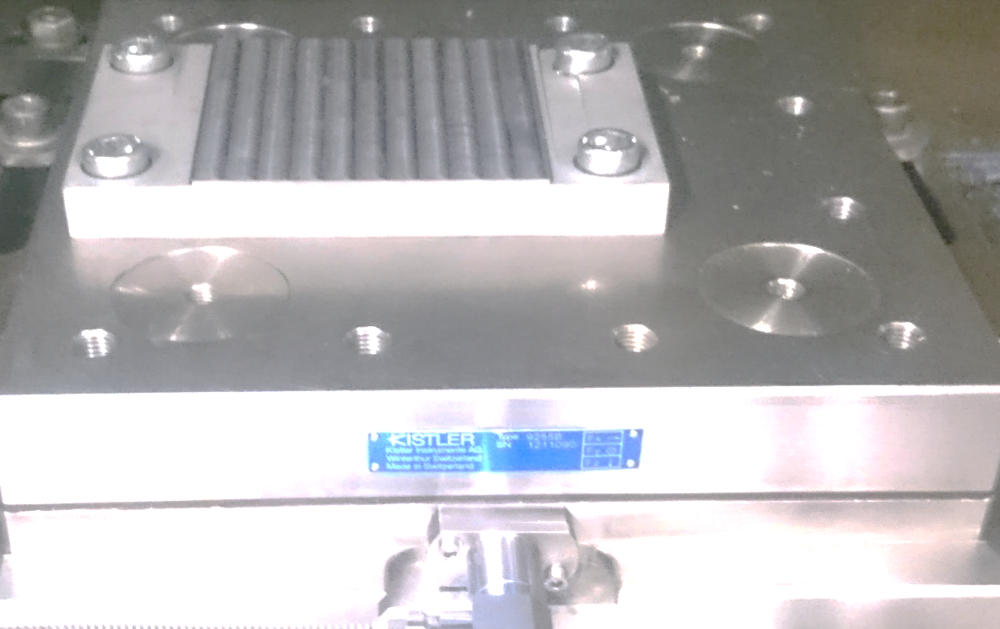 KISTLER
Kistler Instruments AG
Winterthur Switzerland
Made in Switzerland
Type 9255B
SN 1211090